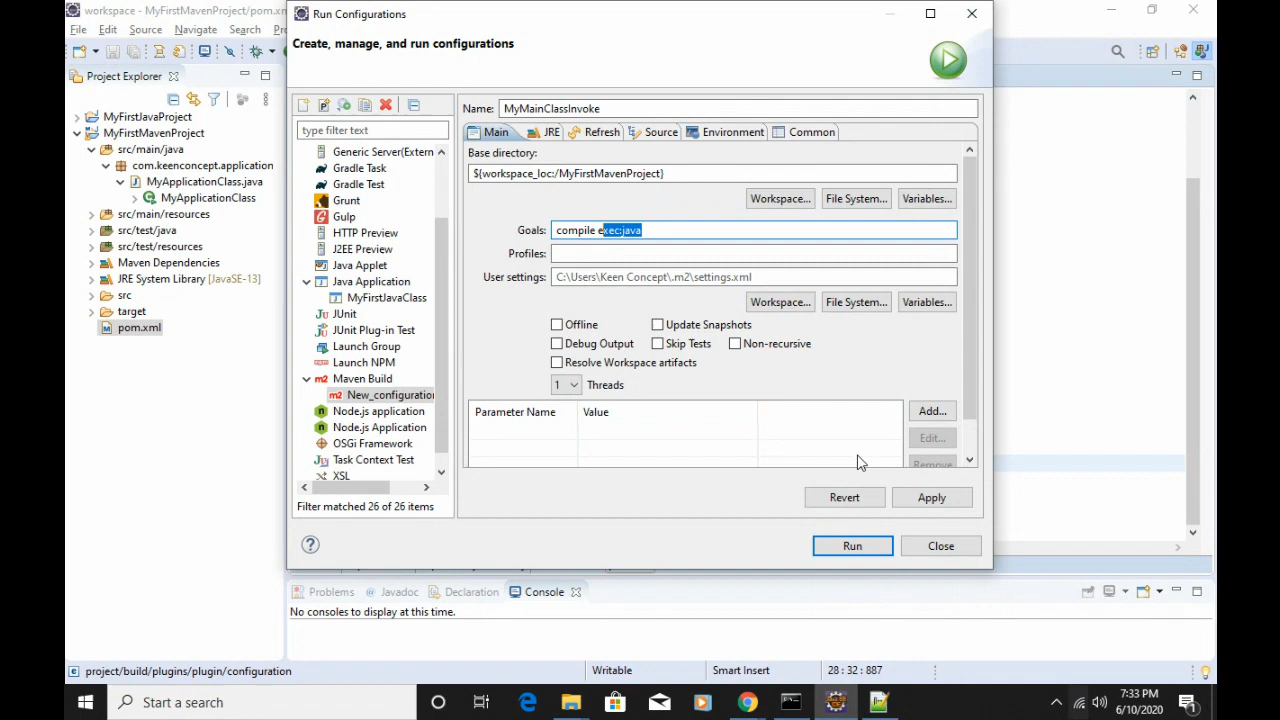 workspace - MyFirstMavenProject/pom.
File Edit Source Navigate Search Pr
Project Explorer
MyFirstJavaProject
MyFirstMavenProject
src/main/java
com.keenconcept.application
MyApplicationClass.java
MyApplicationClass
src/main/resources
src/test/java
src/test/resources
Maven Dependencies
JRE System Library [JavaSE-13]
src
target
pom.xml
Run Configurations
Create, manage, and run configurations
type filter text
Generic Server(Extern
Gradle Task
Gradle Test
Grunt
Gulp
HTTP Preview
J2EE Preview
Java Applet
Java Application
MyFirstJavaClass
JUnit
JUnit Plug-in Test
Launch Group
Launch NPM
Maven Build
New_configuratio
Node.js application
Node.js Application
OSGi Framework
Task Context Test
XSL
Filter matched 26 of 26 items
Name: MyMainClassInvoke
Main JRE Refresh Source Environment Common
Base directory:
${workspace_loc:/MyFirstMavenProject}
Workspace... File System... Variables...
Goals: compile exec:java
Profiles:
User settings: C:\Users\Keen Concept\.m2\settings.xml
Workspace... File System... Variables...
Offline Update Snapshots
Debug Output Skip Tests Non-recursive
Resolve Workspace artifacts
1 Threads
Parameter Name Value
Add...
Edit...
Remove
Revert Apply
Run Close
Problems Javadoc Declaration Console
No consoles to display at this time.
project/build/plugins/plugin/configuration Writable Smart Insert 28 : 32 : 887
Start a search
7:33 PM
6/10/2020
1